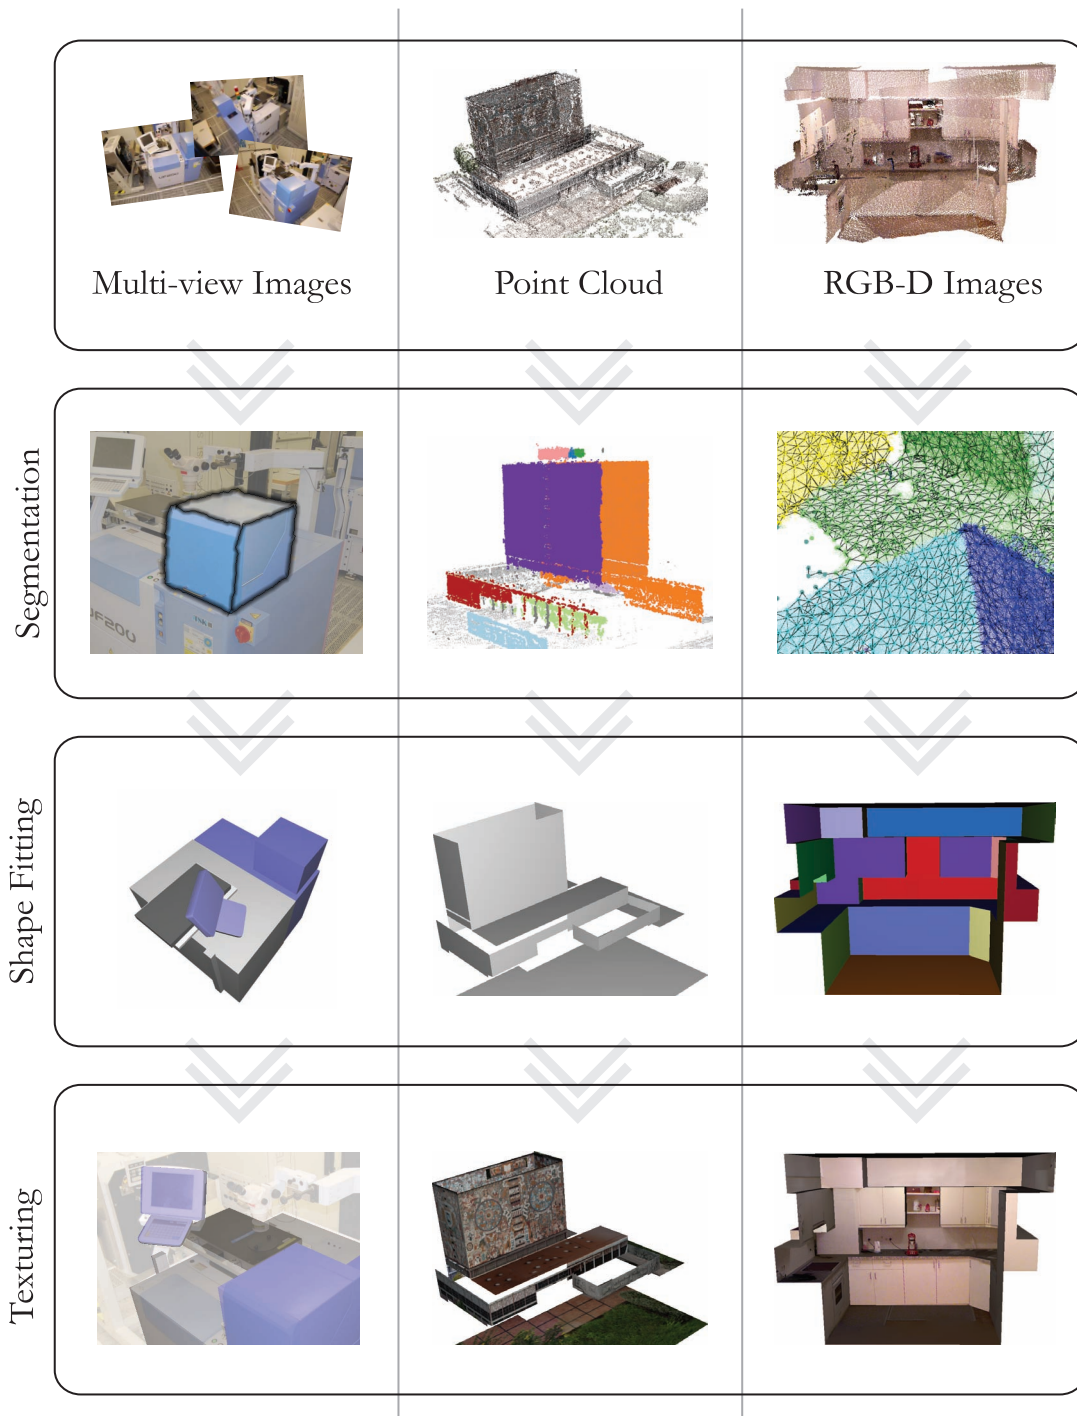 Multi-view Images
Point Cloud
RGB-D Images
Segmentation
Shape Fitting
Texturing